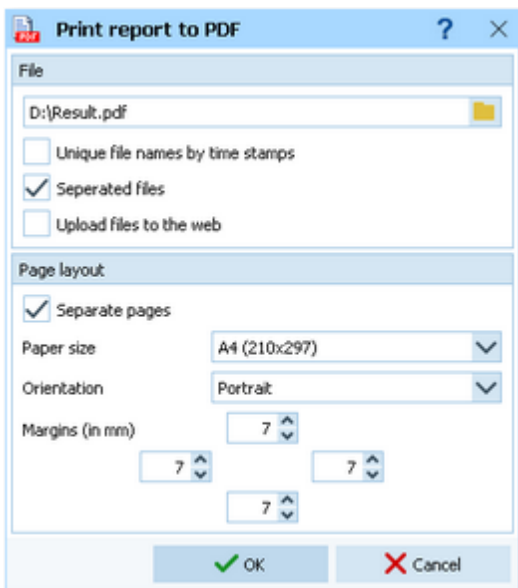 Print report to PDF ?
File
D:\Result.pdf
Unique file names by time stamps
Seperated files
Upload files to the web
Page layout
Separate pages
Paper size A4 (210x297)
Orientation Portrait
Margins (in mm) 7
7 7
7
OK Cancel